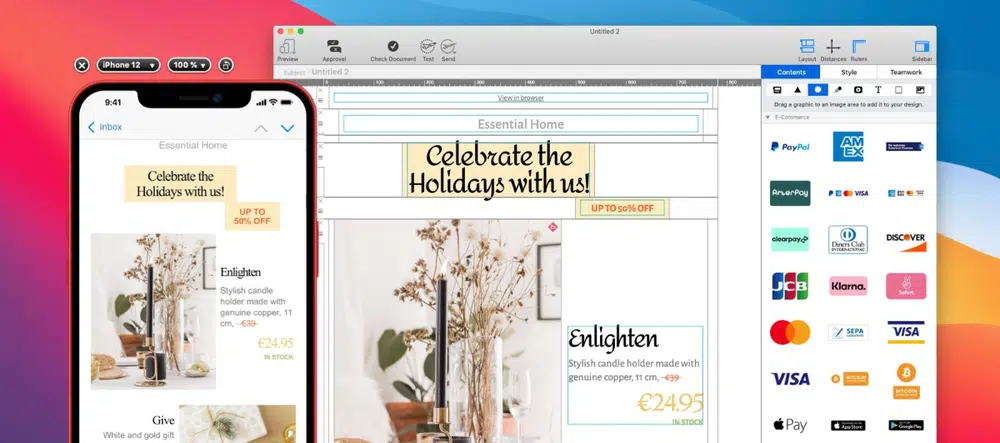 iPhone 12
100 %
9:41
Inbox
Essential Home
Celebrate the
Holidays with us!
UP TO
50% OFF
Enlighten
Stylish candle
holder made with
genuine copper, 11
cm, €39
€24.95
IN STOCK
Give
White and gold gift
Untitled 2
Preview
Approval
Check Document
Test
Send
Layout
Distances
Rulers
Sidebar
Subject
Untitled 2
View in browser
Essential Home
Celebrate the
Holidays with us!
UP TO 50% OFF
Enlighten
Stylish candle holder made with
genuine copper, 11 cm, €39
€24.95
IN STOCK
Contents
Style
Teamwork
T
Drag a graphic to an image area to add it to your design.
E-Commerce
PayPal
AM
EX
AfterPay
VISA
clearpay
Diners Club
INTERNATIONAL
DISCOVER
JCB
Klarna.
Sofort.
SEPA
VISA
VISA
BITCOIN
BITCOIN
Pay
App Store
Google Play